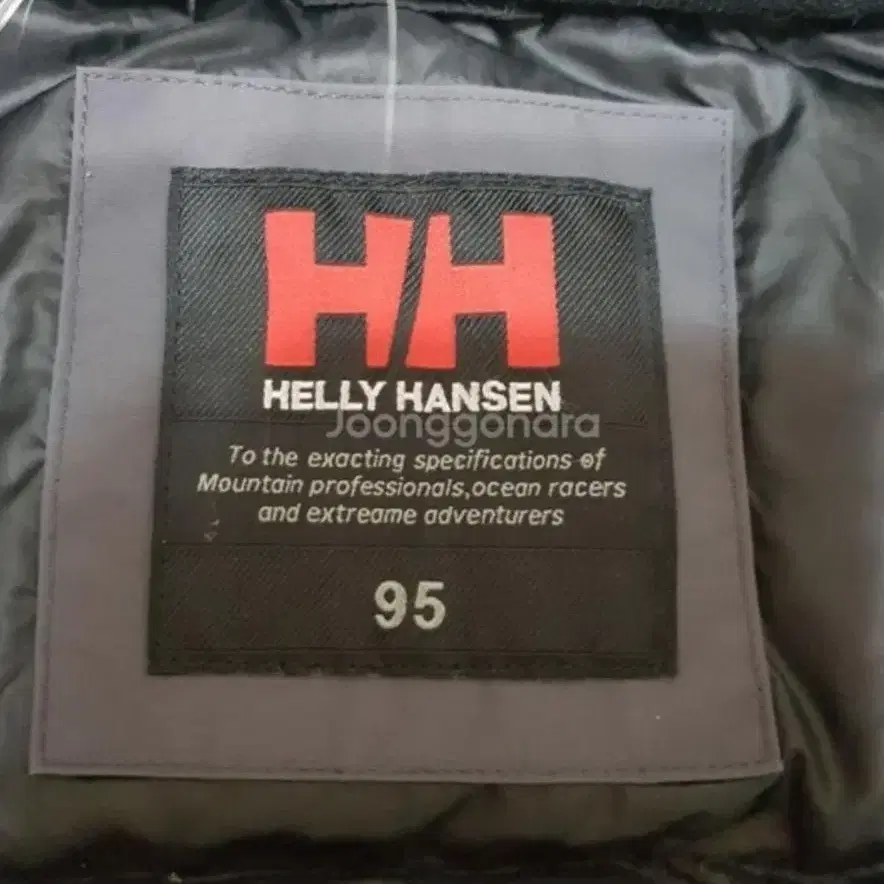 HH
HELLY HANSEN
Joonggonara
To the exacting specifications of
Mountain professionals,ocean racers
and extreame adventurers
95